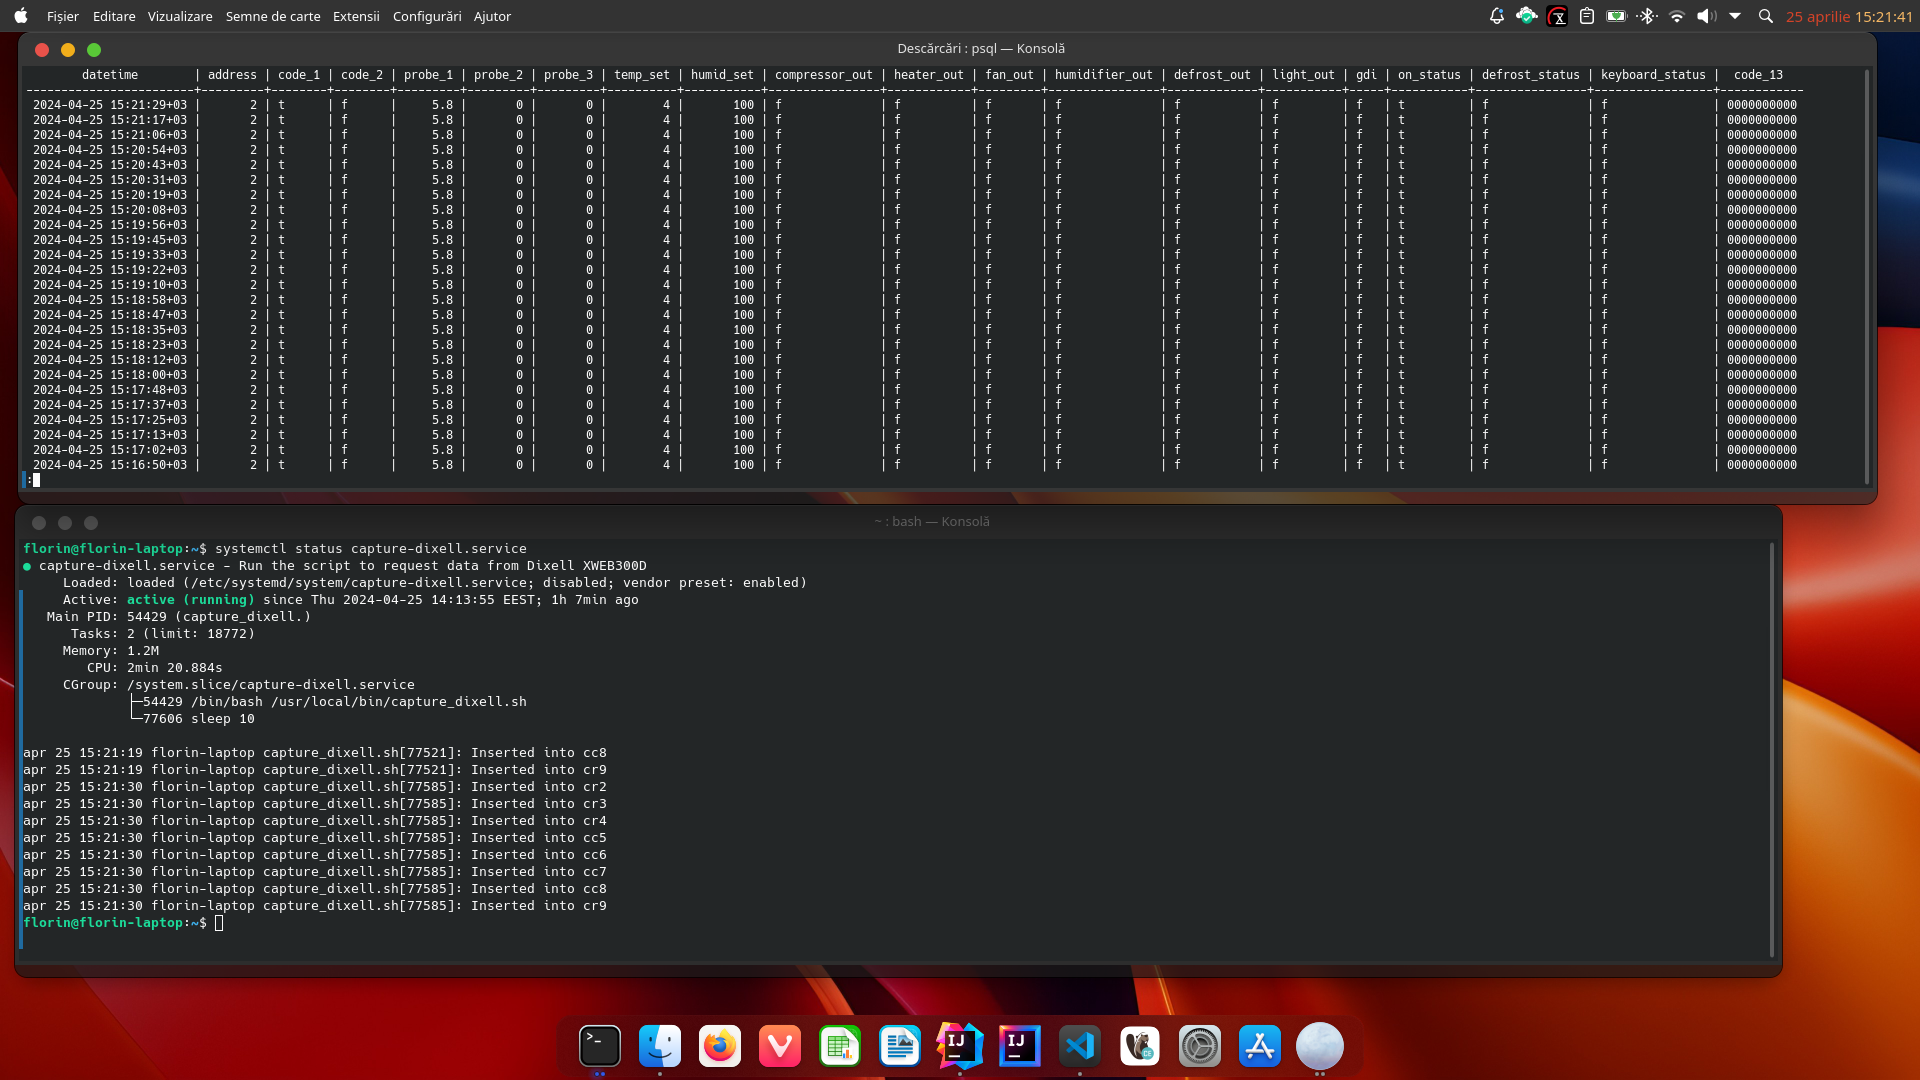 Fișier Editare Vizualizare Semne de carte Extensii Configurări Ajutor 25 aprilie 15:21:41
Descărcări : psql — Konsolă
datetime | address | code_1 | code_2 | probe_1 | probe_2 | probe_3 | temp_set | humid_set | compressor_out | heater_out | fan_out | humidifier_out | defrost_out | light_out | gdi | on_status | defrost_status | keyboard_status | code_13
------------------------+---------+--------+--------+---------+---------+---------+----------+-----------+----------------+------------+---------+----------------+-------------+-----------+-----+-----------+----------------+-----------------+------------
2024-04-25 15:21:29+03 | 2 | t | f | 5.8 | 0 | 0 | 4 | 100 | f | f | f | f | f | f | f | t | f | f | 0000000000
2024-04-25 15:21:17+03 | 2 | t | f | 5.8 | 0 | 0 | 4 | 100 | f | f | f | f | f | f | f | t | f | f | 0000000000
2024-04-25 15:21:06+03 | 2 | t | f | 5.8 | 0 | 0 | 4 | 100 | f | f | f | f | f | f | f | t | f | f | 0000000000
2024-04-25 15:20:54+03 | 2 | t | f | 5.8 | 0 | 0 | 4 | 100 | f | f | f | f | f | f | f | t | f | f | 0000000000
2024-04-25 15:20:43+03 | 2 | t | f | 5.8 | 0 | 0 | 4 | 100 | f | f | f | f | f | f | f | t | f | f | 0000000000
2024-04-25 15:20:31+03 | 2 | t | f | 5.8 | 0 | 0 | 4 | 100 | f | f | f | f | f | f | f | t | f | f | 0000000000
2024-04-25 15:20:19+03 | 2 | t | f | 5.8 | 0 | 0 | 4 | 100 | f | f | f | f | f | f | f | t | f | f | 0000000000
2024-04-25 15:20:08+03 | 2 | t | f | 5.8 | 0 | 0 | 4 | 100 | f | f | f | f | f | f | f | t | f | f | 0000000000
2024-04-25 15:19:56+03 | 2 | t | f | 5.8 | 0 | 0 | 4 | 100 | f | f | f | f | f | f | f | t | f | f | 0000000000
2024-04-25 15:19:45+03 | 2 | t | f | 5.8 | 0 | 0 | 4 | 100 | f | f | f | f | f | f | f | t | f | f | 0000000000
2024-04-25 15:19:33+03 | 2 | t | f | 5.8 | 0 | 0 | 4 | 100 | f | f | f | f | f | f | f | t | f | f | 0000000000
2024-04-25 15:19:22+03 | 2 | t | f | 5.8 | 0 | 0 | 4 | 100 | f | f | f | f | f | f | f | t | f | f | 0000000000
2024-04-25 15:19:10+03 | 2 | t | f | 5.8 | 0 | 0 | 4 | 100 | f | f | f | f | f | f | f | t | f | f | 0000000000
2024-04-25 15:18:58+03 | 2 | t | f | 5.8 | 0 | 0 | 4 | 100 | f | f | f | f | f | f | f | t | f | f | 0000000000
2024-04-25 15:18:47+03 | 2 | t | f | 5.8 | 0 | 0 | 4 | 100 | f | f | f | f | f | f | f | t | f | f | 0000000000
2024-04-25 15:18:35+03 | 2 | t | f | 5.8 | 0 | 0 | 4 | 100 | f | f | f | f | f | f | f | t | f | f | 0000000000
2024-04-25 15:18:23+03 | 2 | t | f | 5.8 | 0 | 0 | 4 | 100 | f | f | f | f | f | f | f | t | f | f | 0000000000
2024-04-25 15:18:12+03 | 2 | t | f | 5.8 | 0 | 0 | 4 | 100 | f | f | f | f | f | f | f | t | f | f | 0000000000
2024-04-25 15:18:00+03 | 2 | t | f | 5.8 | 0 | 0 | 4 | 100 | f | f | f | f | f | f | f | t | f | f | 0000000000
2024-04-25 15:17:48+03 | 2 | t | f | 5.8 | 0 | 0 | 4 | 100 | f | f | f | f | f | f | f | t | f | f | 0000000000
2024-04-25 15:17:37+03 | 2 | t | f | 5.8 | 0 | 0 | 4 | 100 | f | f | f | f | f | f | f | t | f | f | 0000000000
2024-04-25 15:17:25+03 | 2 | t | f | 5.8 | 0 | 0 | 4 | 100 | f | f | f | f | f | f | f | t | f | f | 0000000000
2024-04-25 15:17:13+03 | 2 | t | f | 5.8 | 0 | 0 | 4 | 100 | f | f | f | f | f | f | f | t | f | f | 0000000000
2024-04-25 15:17:02+03 | 2 | t | f | 5.8 | 0 | 0 | 4 | 100 | f | f | f | f | f | f | f | t | f | f | 0000000000
2024-04-25 15:16:50+03 | 2 | t | f | 5.8 | 0 | 0 | 4 | 100 | f | f | f | f | f | f | f | t | f | f | 0000000000
:
~ : bash — Konsolă
florin@florin-laptop:~$ systemctl status capture-dixell.service
● capture-dixell.service - Run the script to request data from Dixell XWEB300D
Loaded: loaded (/etc/systemd/system/capture-dixell.service; disabled; vendor preset: enabled)
Active: active (running) since Thu 2024-04-25 14:13:55 EEST; 1h 7min ago
Main PID: 54429 (capture_dixell.)
Tasks: 2 (limit: 18772)
Memory: 1.2M
CPU: 2min 20.884s
CGroup: /system.slice/capture-dixell.service
├─54429 /bin/bash /usr/local/bin/capture_dixell.sh
└─77606 sleep 10
apr 25 15:21:19 florin-laptop capture_dixell.sh[77521]: Inserted into cc8
apr 25 15:21:19 florin-laptop capture_dixell.sh[77521]: Inserted into cr9
apr 25 15:21:30 florin-laptop capture_dixell.sh[77585]: Inserted into cr2
apr 25 15:21:30 florin-laptop capture_dixell.sh[77585]: Inserted into cr3
apr 25 15:21:30 florin-laptop capture_dixell.sh[77585]: Inserted into cr4
apr 25 15:21:30 florin-laptop capture_dixell.sh[77585]: Inserted into cc5
apr 25 15:21:30 florin-laptop capture_dixell.sh[77585]: Inserted into cc6
apr 25 15:21:30 florin-laptop capture_dixell.sh[77585]: Inserted into cc7
apr 25 15:21:30 florin-laptop capture_dixell.sh[77585]: Inserted into cc8
apr 25 15:21:30 florin-laptop capture_dixell.sh[77585]: Inserted into cr9
florin@florin-laptop:~$
>_ IJ IJ